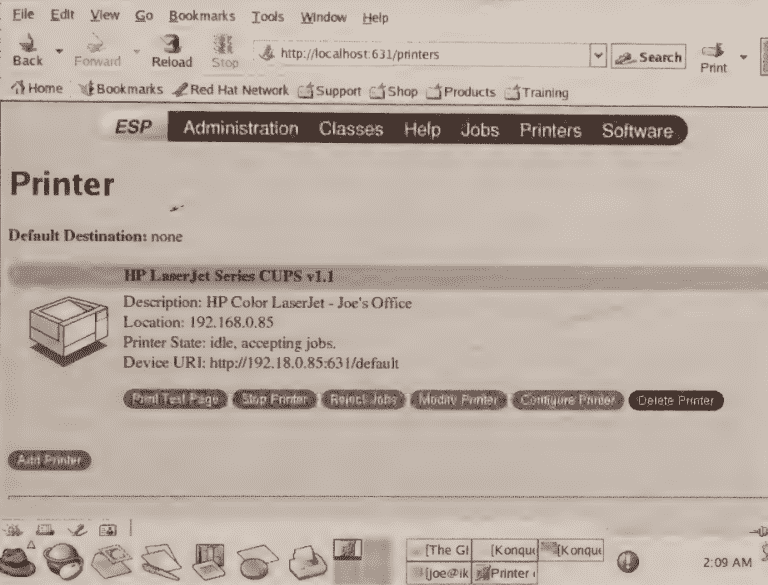 File Edit View Go Bookmarks Tools Window Help
Back Forward Reload Stop http://localhost:631/printers Search Print
Home Bookmarks Red Hat Network Support Shop Products Training
ESP Administration Classes Help Jobs Printers Software
Printer
Default Destination: none
HP LaserJet Series CUPS v1.1
Description: HP Color LaserJet - Joe's Office
Location: 192.168.0.85
Printer State: idle, accepting jobs.
Device URI: http://192.18.0.85:631/default
Print Test Page Stop Printer Reject Jobs Modify Printer Configure Printer Delete Printer
Add Printer
[The GI [Konque [Konque
[joe@ik Printer 2:09 AM